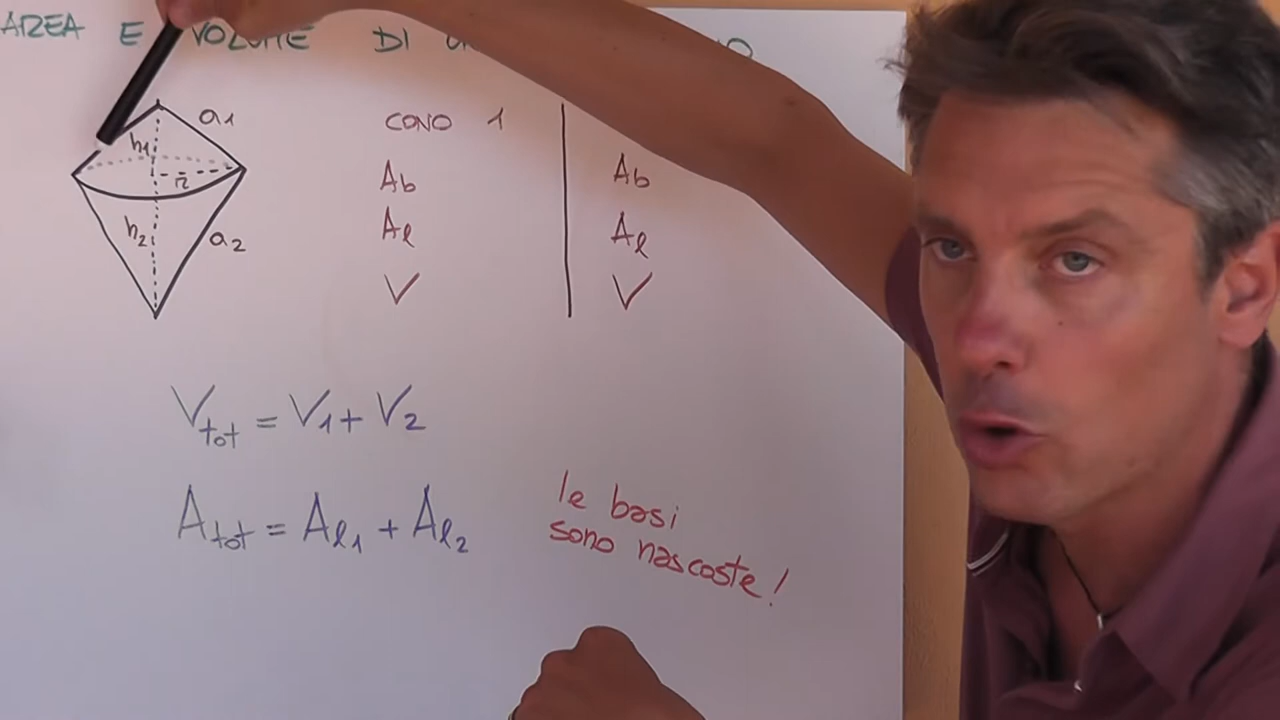 AREA E VOLUME DI
a1
h1
r
h2
a2
CONO 1
Ab
Al
V
Ab
Al
V
Vtot = V1 + V2
Atot = Al1 + Al2
le basi
sono nascoste!